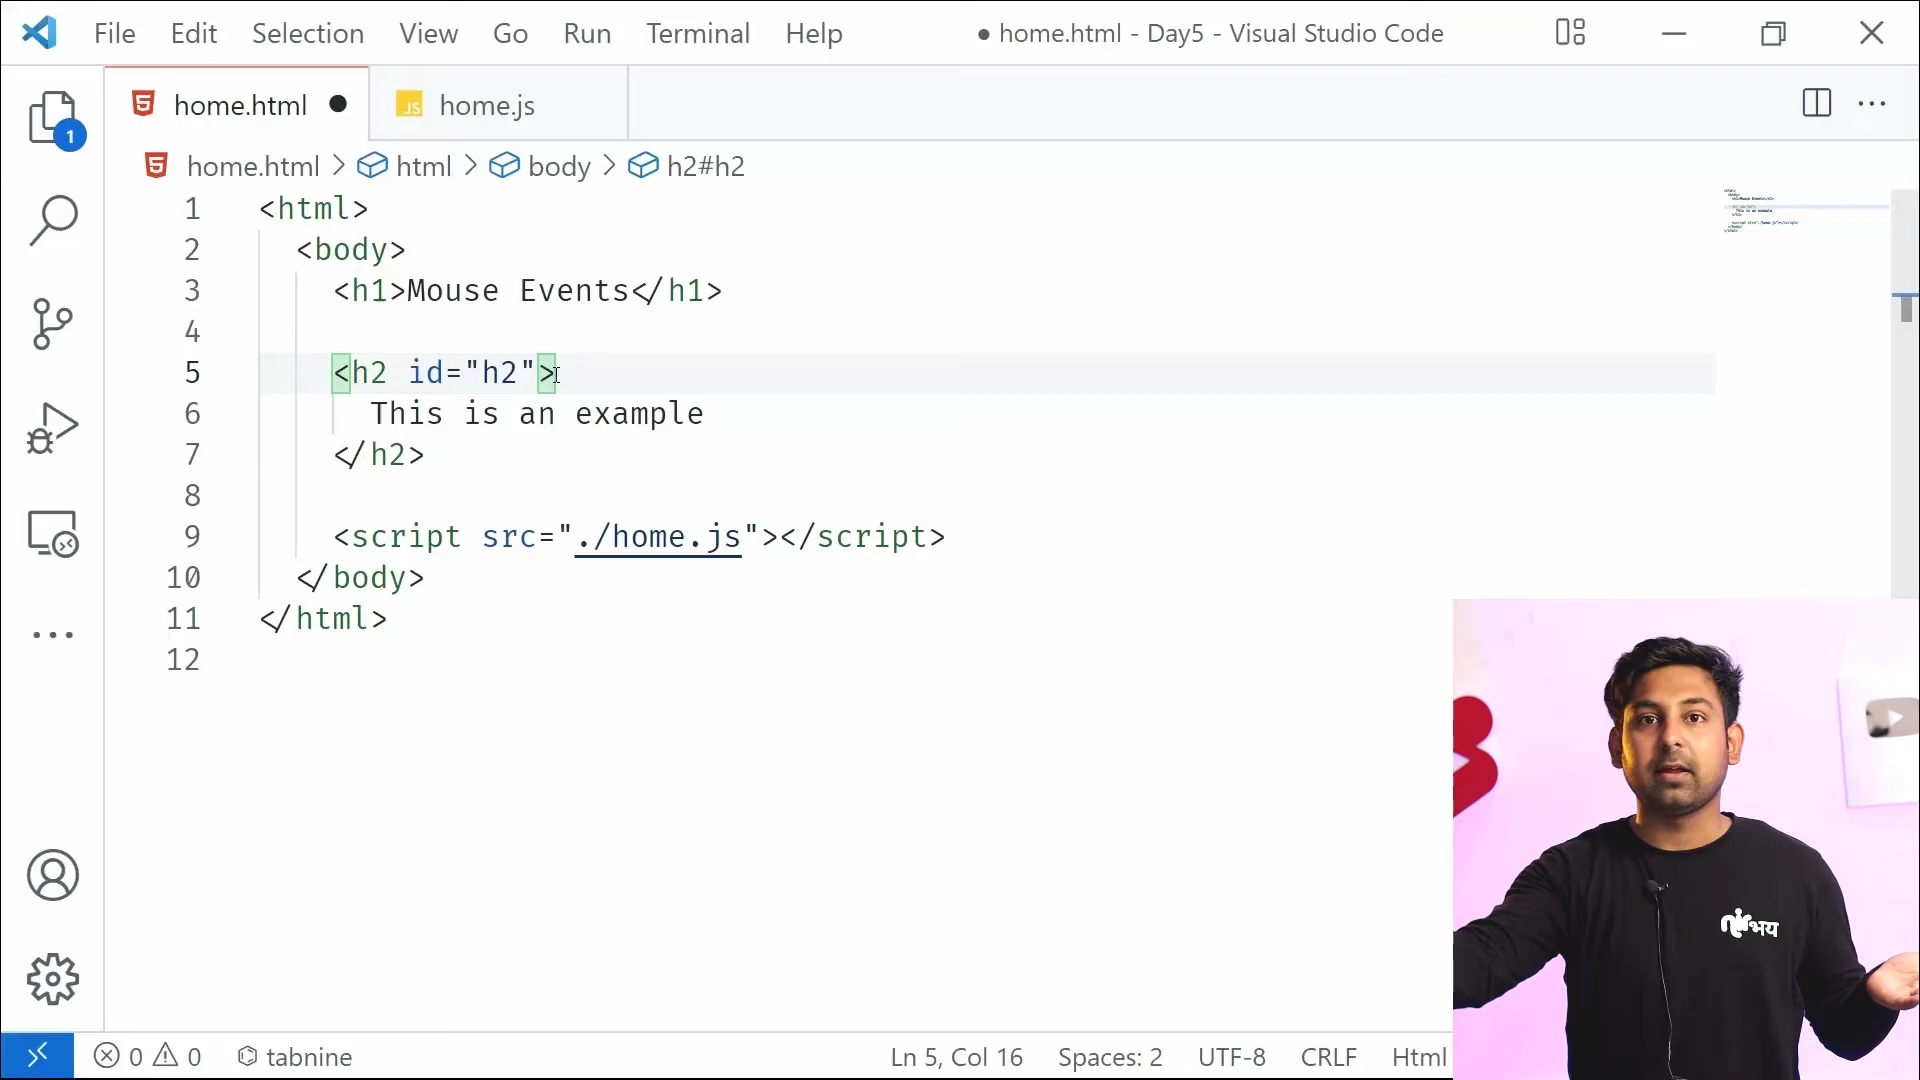 File Edit Selection View Go Run Terminal Help ● home.html - Day5 - Visual Studio Code
home.html ● JS home.js
1
home.html > html > body > h2#h2
1 <html>
2 <body>
3 <h1>Mouse Events</h1>
4
5 <h2 id="h2">
6 This is an example
7 </h2>
8
9 <script src="./home.js"></script>
10 </body>
11 </html>
12
nirभय
0 0 tabnine Ln 5, Col 16 Spaces: 2 UTF-8 CRLF Html